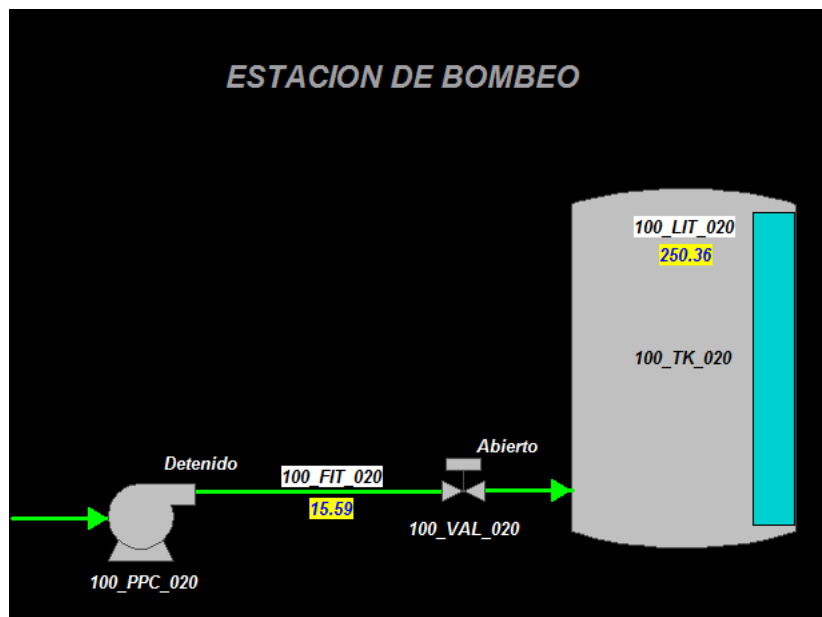 ESTACION DE BOMBEO
100_LIT_020
250.36
100_TK_020
Abierto
Detenido
100_FIT_020
15.59
100_VAL_020
100_PPC_020